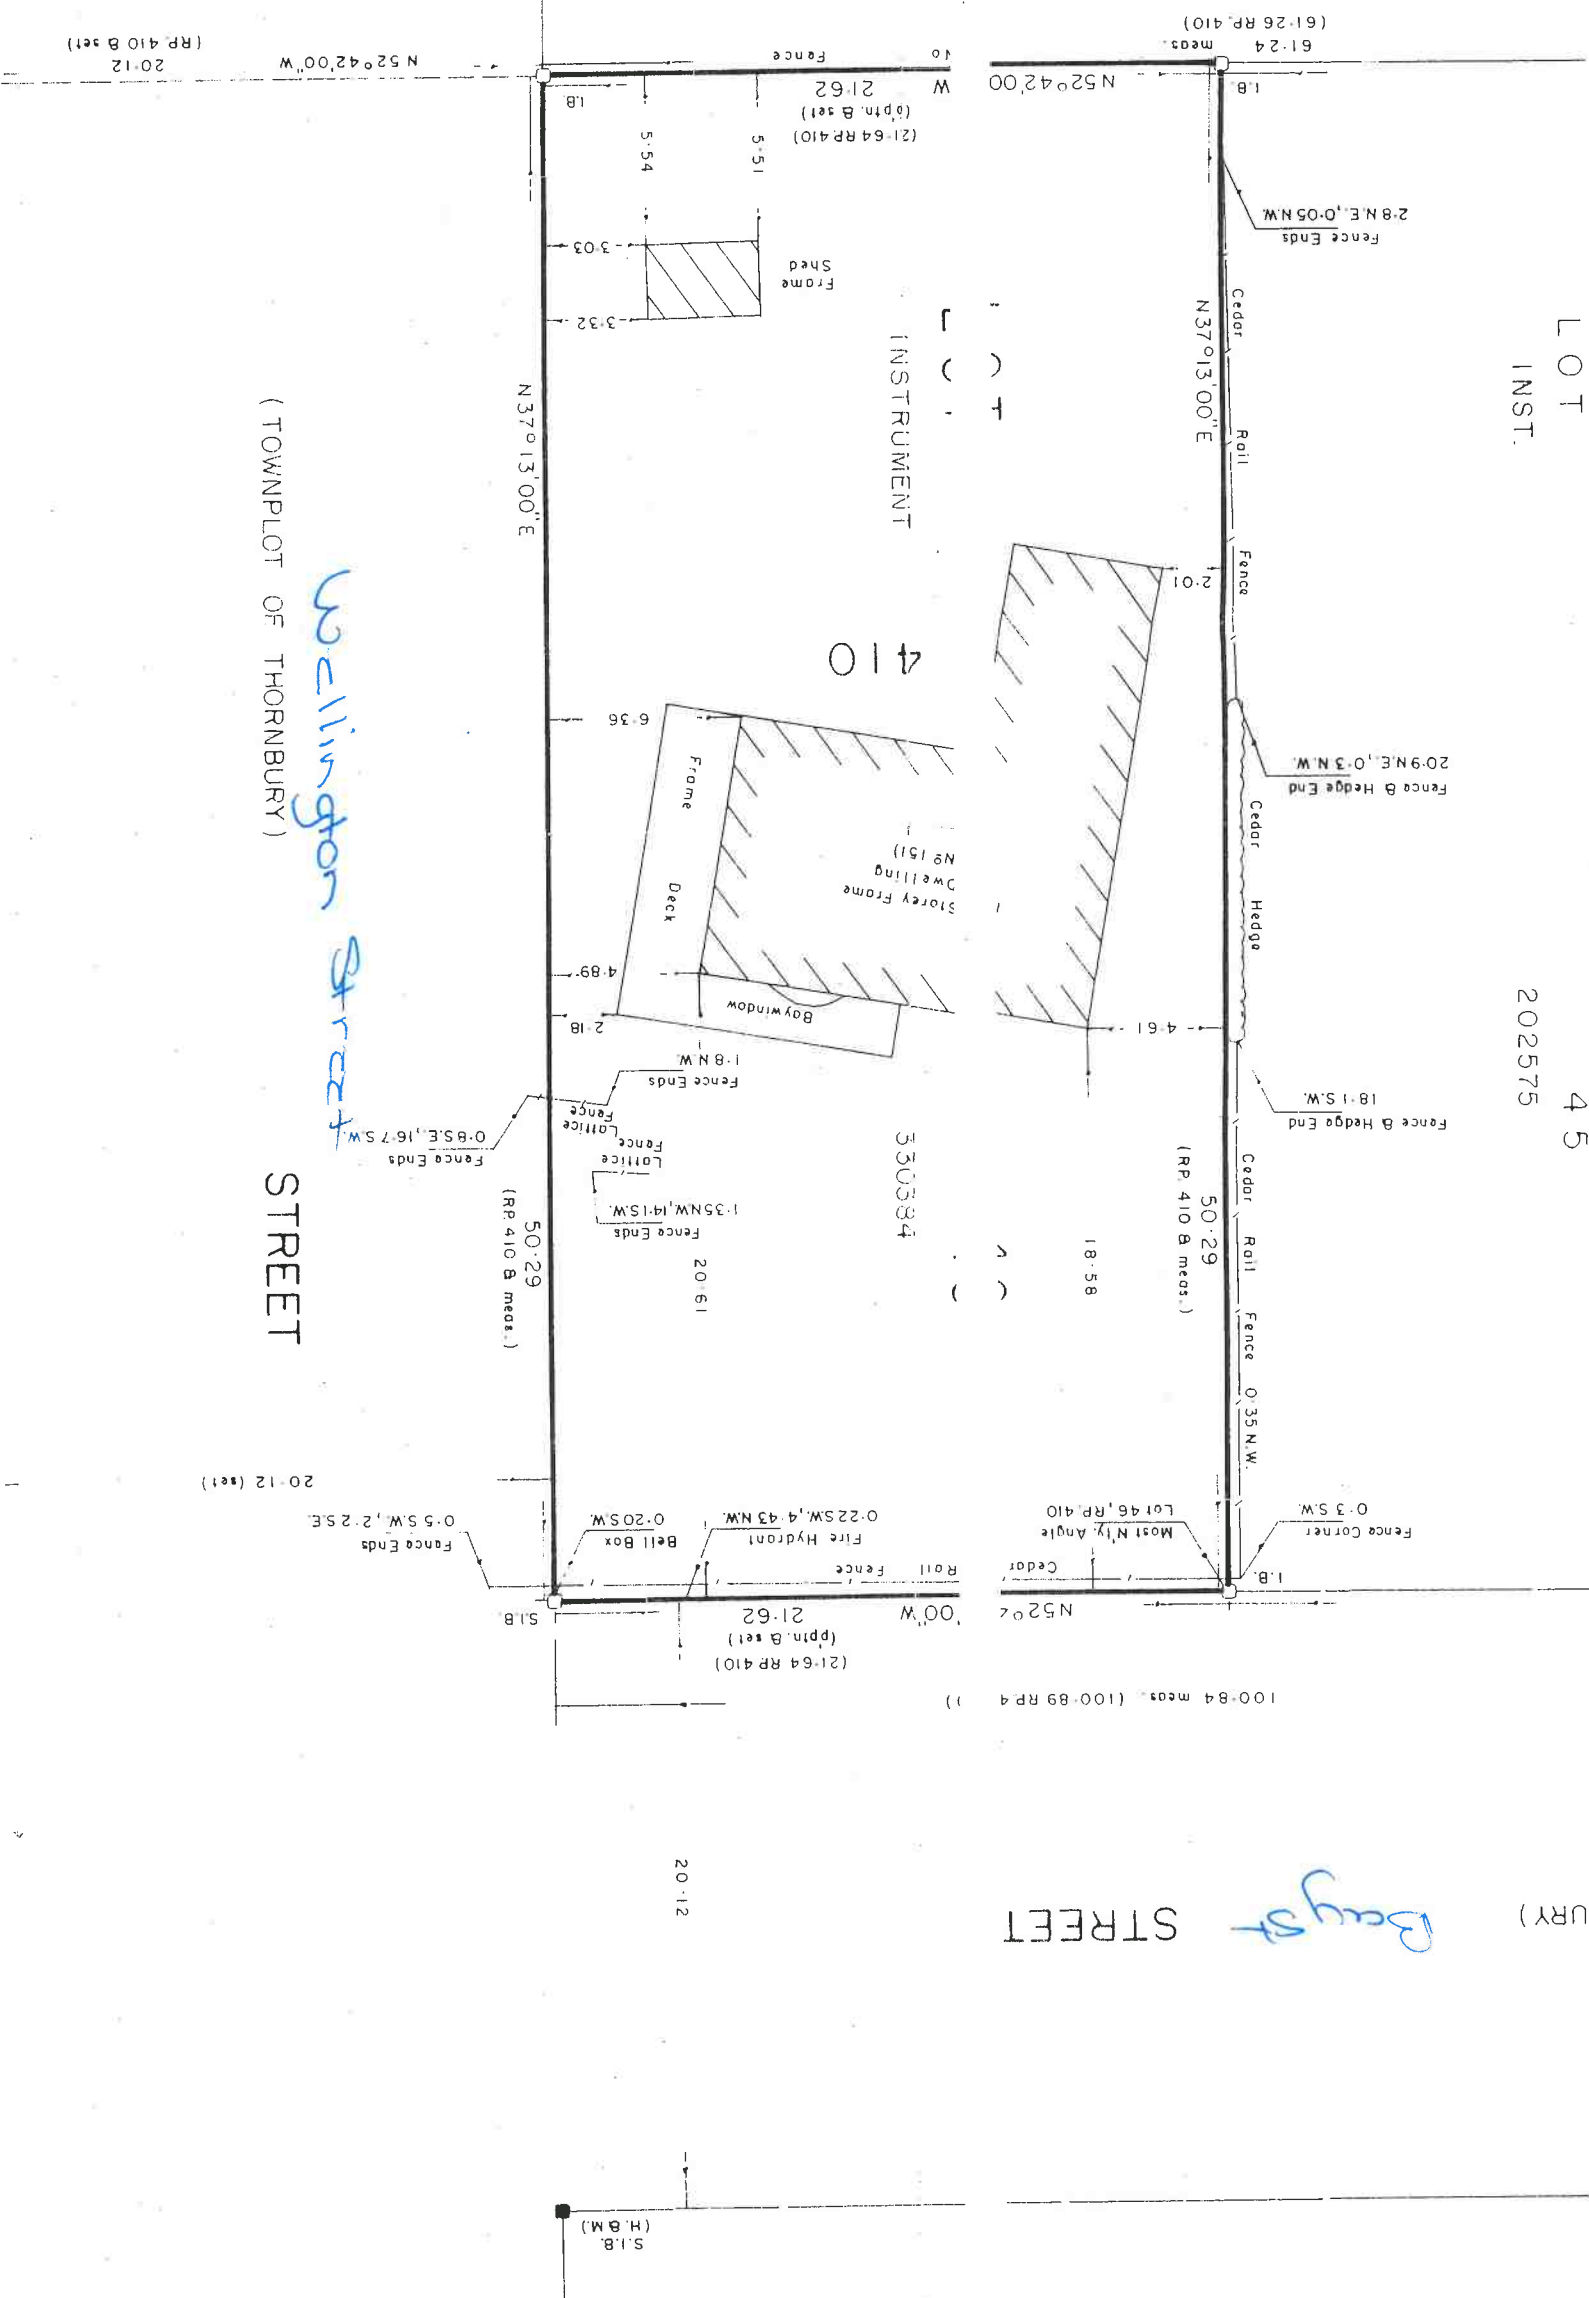 S.I.B.
(H.&M.)
20·12
Bay St
STREET
URY)
100·84 meas. (100·89 RP.4
)
(21·64 RP 410)
(p'ptn. & set)
21·62
'00"W
N52°4
S.I.B.
I.B.
Fence Ends
0·5 S.W., 2·2 S.E.
Bell Box
0·20 S.W.
Fire Hydrant
0·22 S.W., 4·43 N.W.
Rail Fence
Cedar
Most N'ly. Angle
Lot 46, RP. 410
Fence Corner
0·3 S.W.
20·12 (set)
STREET
Wellington Street
(TOWNPLOT OF THORNBURY)
50·29
(RP. 410 & meas.)
N37°13'00"E
20·61
18·58
50·29
(RP. 410 & meas.)
N37°13'00"E
Cedar Rail Fence 0·35 N.W.
Fence Ends
1·35 N.W., 14·1 S.W.
Lattice
Fence
Lattice
Fence
Fence Ends
0·8 S.E., 16·7 S.W.
Fence Ends
1·8 N.W.
Fence & Hedge End
18·1 S.W.
2·18
4·89
4·61
Baywindow
Frame Deck
Storey Frame
Dwelling
Nº 151)
Cedar Hedge
Fence & Hedge End
20·9 N.E., 0·3 N.W.
6·36
410
2·01
INSTRUMENT
330384
LOT 45
INST. 202575
Cedar Rail Fence
3·32
3·03
Frame
Shed
5·54
5·51
Fence Ends
2·8 N.E., 0·05 N.W.
(21·64 RP.410)
(p'ptn. & set)
21·62
W
N52°42'00
I.B.
I.B.
Fence
No
N 52°42'00"W
20·12
(RP. 410 & set)
61·24 meas.
(61·26 RP. 410)